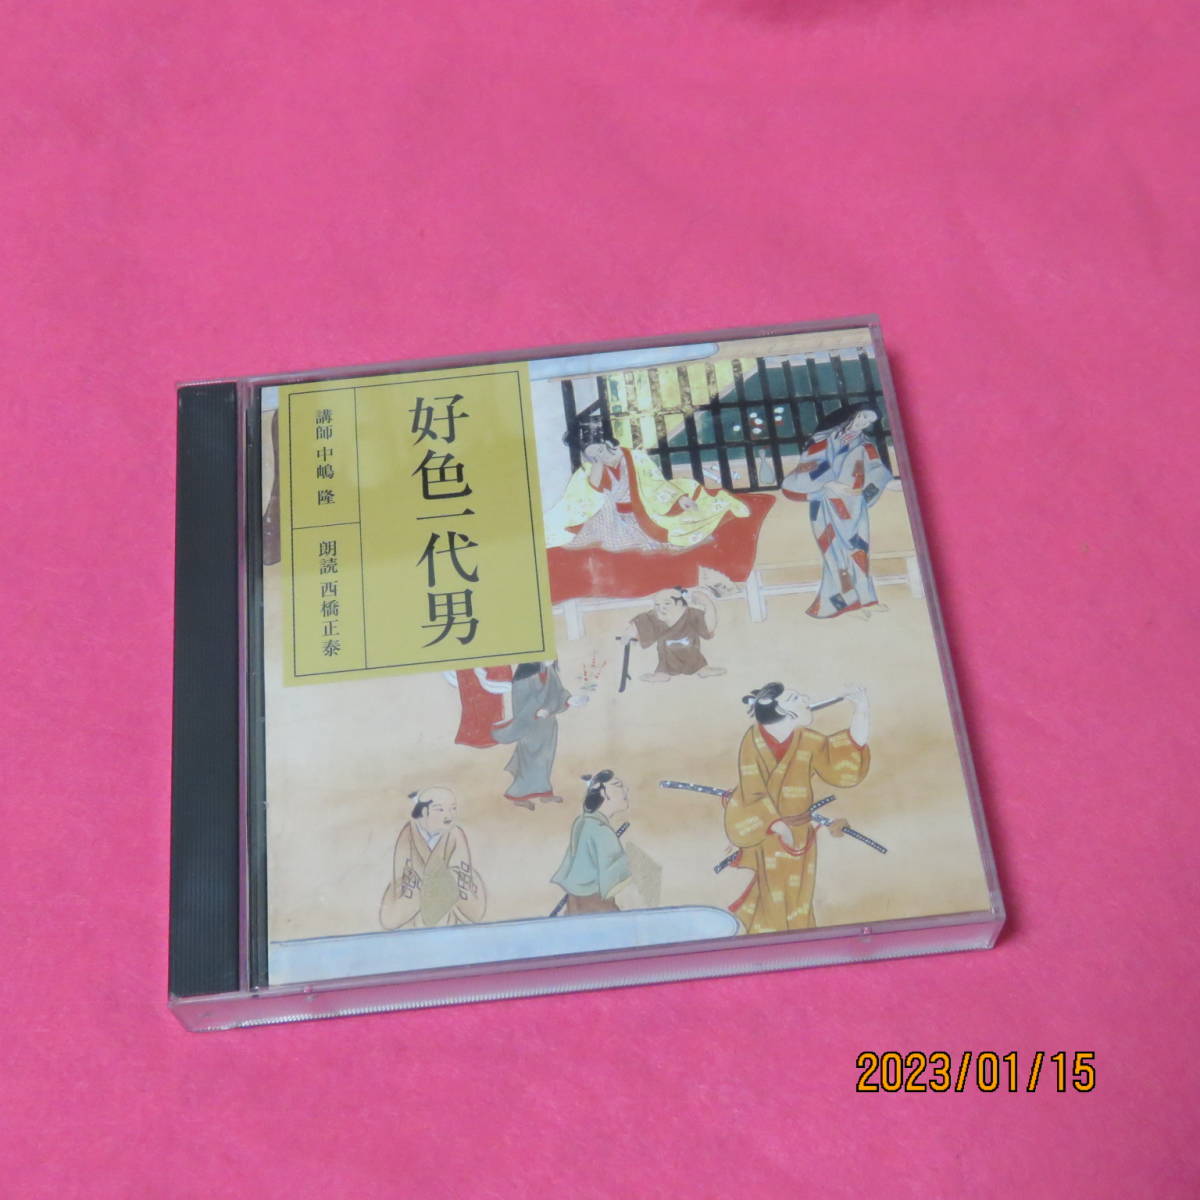 好色一代男
講師 中嶋 隆
朗読 西橋正泰
2023/01/15